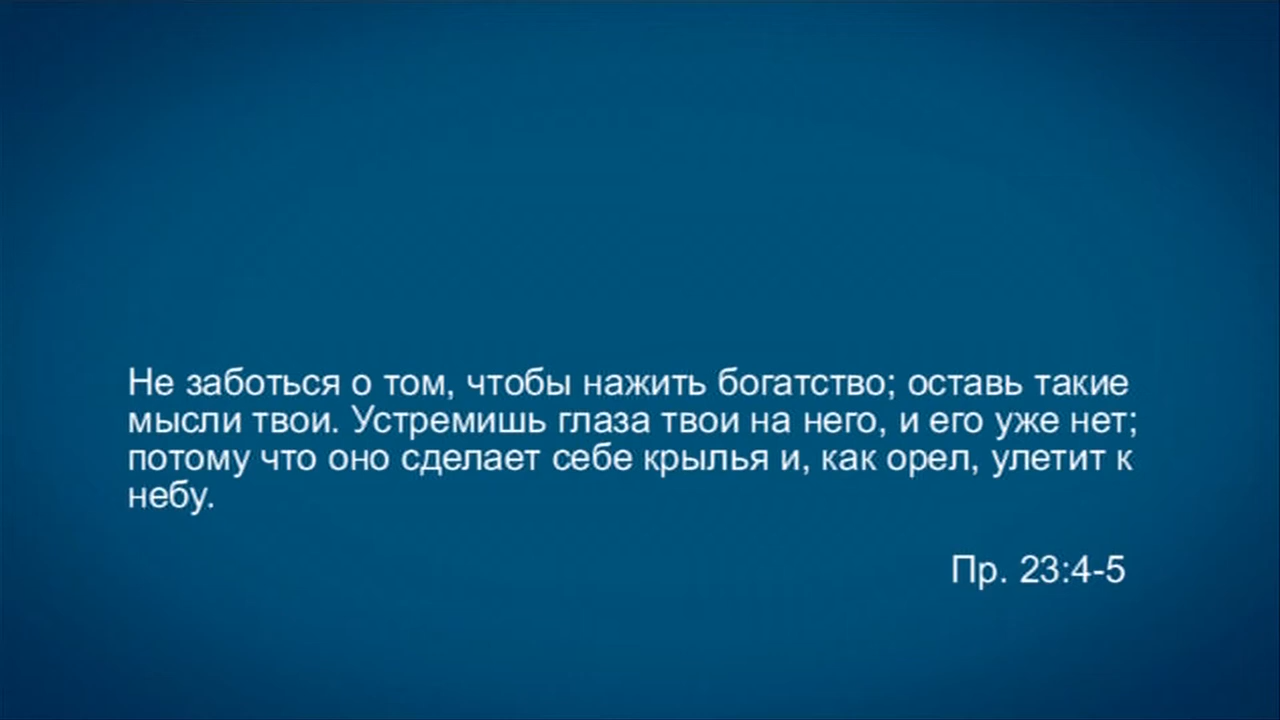 Не заботься о том, чтобы нажить богатство; оставь такие
мысли твои. Устремишь глаза твои на него, и его уже нет;
потому что оно сделает себе крылья и, как орел, улетит к
небу.
Пр. 23:4-5